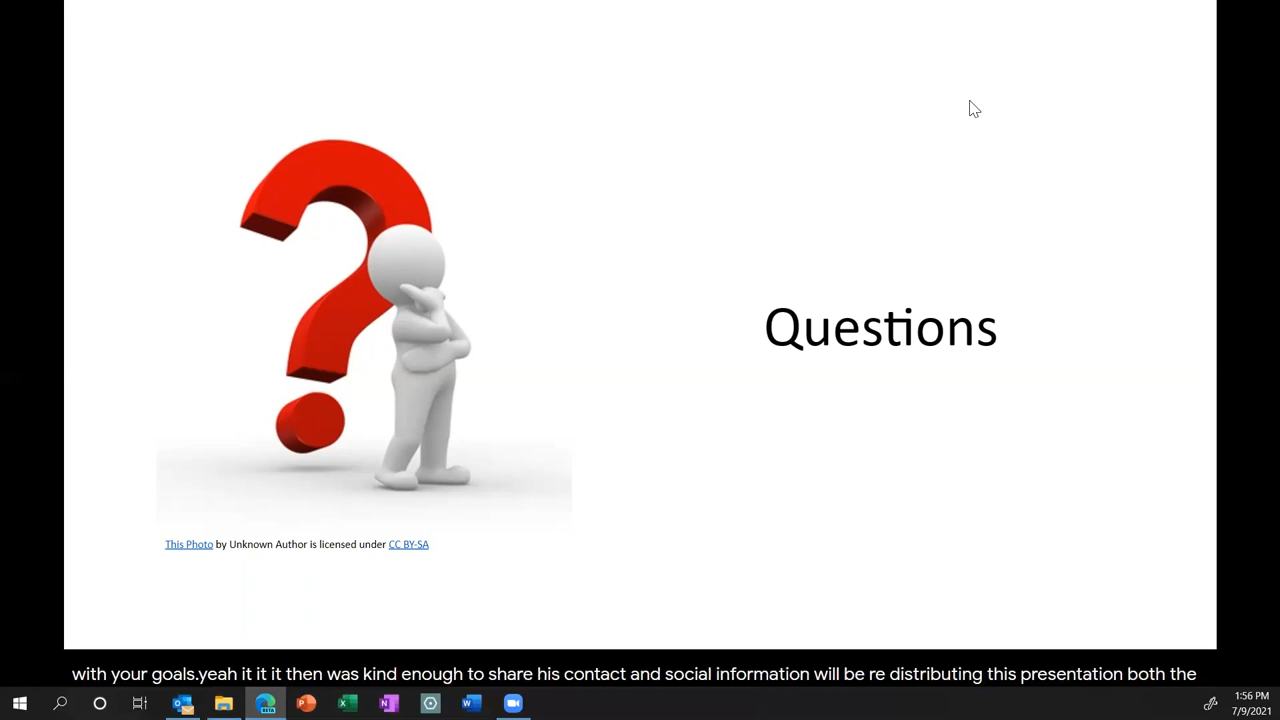 Questions
This Photo by Unknown Author is licensed under CC BY-SA
with your goals.yeah it it it then was kind enough to share his contact and social information will be re distributing this presentation both the
BETA
1:56 PM
7/9/2021